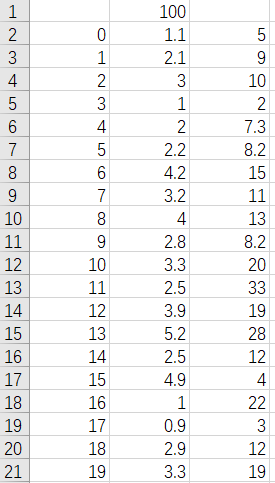 1 100
2 0 1.1 5
3 1 2.1 9
4 2 3 10
5 3 1 2
6 4 2 7.3
7 5 2.2 8.2
8 6 4.2 15
9 7 3.2 11
10 8 4 13
11 9 2.8 8.2
12 10 3.3 20
13 11 2.5 33
14 12 3.9 19
15 13 5.2 28
16 14 2.5 12
17 15 4.9 4
18 16 1 22
19 17 0.9 3
20 18 2.9 12
21 19 3.3 19